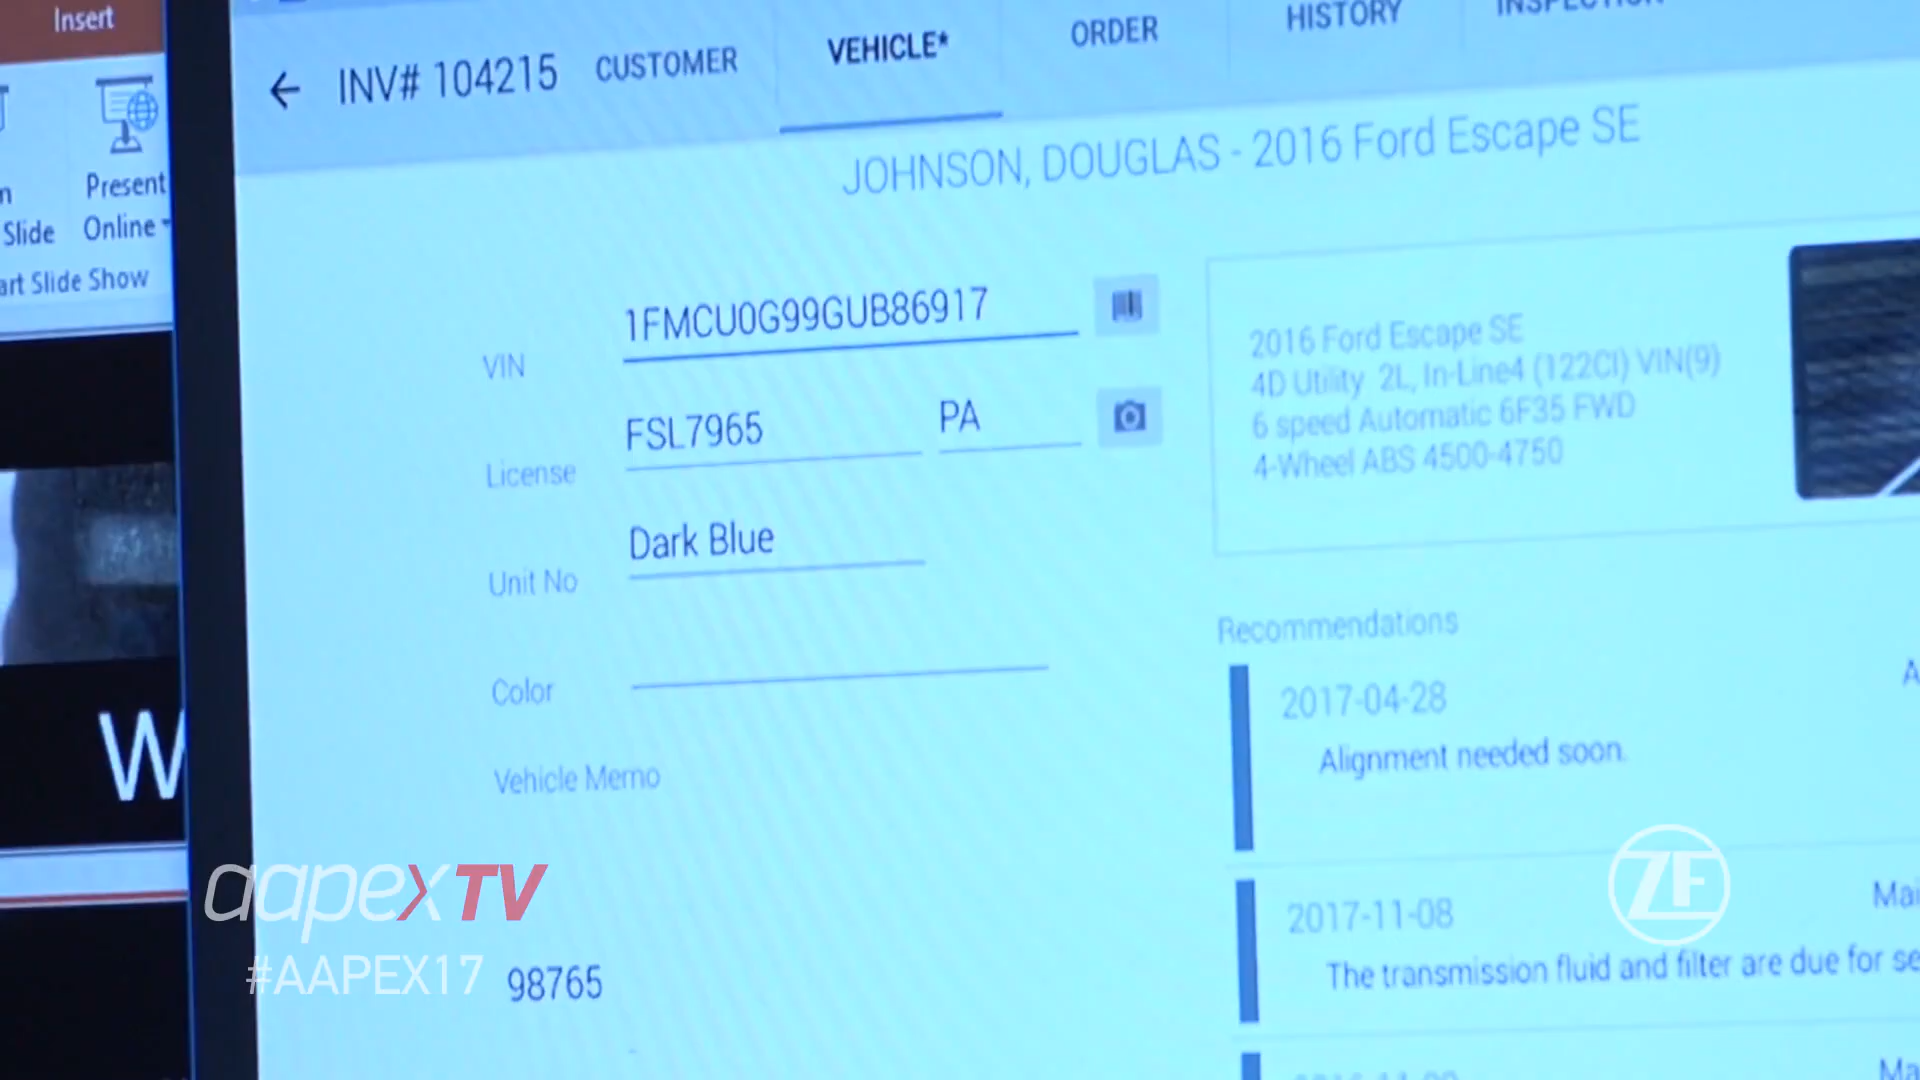 Insert
Present
Online
Slide
Slide Show
INV# 104215
CUSTOMER
VEHICLE*
ORDER
HISTORY
INSPECTION
JOHNSON, DOUGLAS - 2016 Ford Escape SE
VIN
1FMCU0G99GUB86917
License
FSL7965
PA
Unit No
Dark Blue
Color
Vehicle Memo
98765
2016 Ford Escape SE
4D Utility 2L, In-Line4 (122CI) VIN(9)
6 speed Automatic 6F35 FWD
4-Wheel ABS 4500-4750
Recommendations
2017-04-28
Alignment needed soon.
2017-11-08
The transmission fluid and filter are due for
W
aapexTV
#AAPEX17
ZF